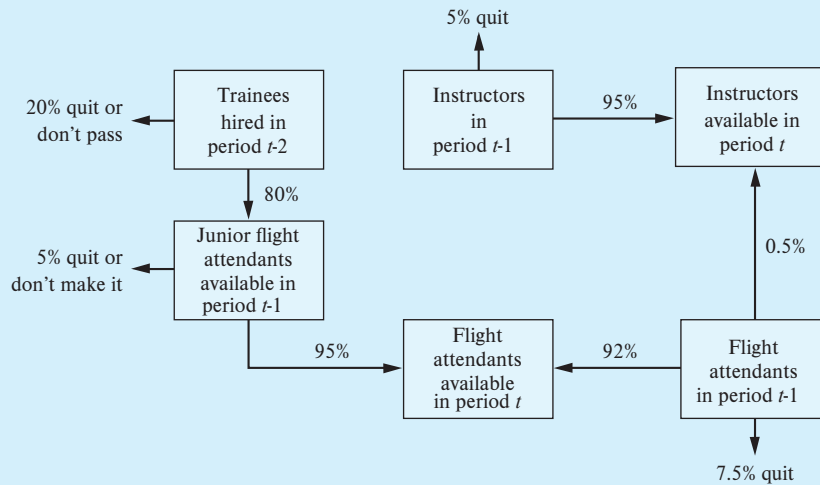 5% quit
20% quit or
don't pass
Trainees
hired in
period t-2
Instructors
in
period t-1
95%
Instructors
available in
period t
80%
5% quit or
don't make it
Junior flight
attendants
available in
period t-1
0.5%
95%
Flight
attendants
available
in period t
92%
Flight
attendants
in period t-1
7.5% quit